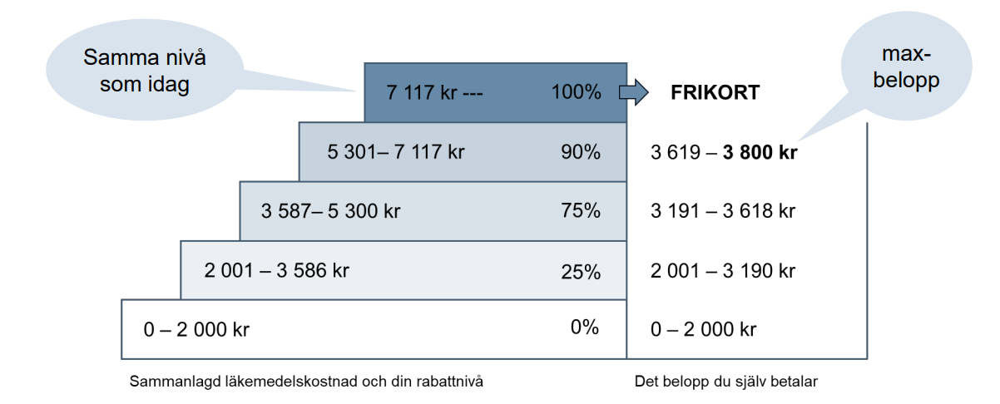 Samma nivå
som idag
max-
belopp
7 117 kr --- 100% FRIKORT
5 301– 7 117 kr 90% 3 619 – 3 800 kr
3 587– 5 300 kr 75% 3 191 – 3 618 kr
2 001 – 3 586 kr 25% 2 001 – 3 190 kr
0 – 2 000 kr 0% 0 – 2 000 kr
Sammanlagd läkemedelskostnad och din rabattnivå Det belopp du själv betalar